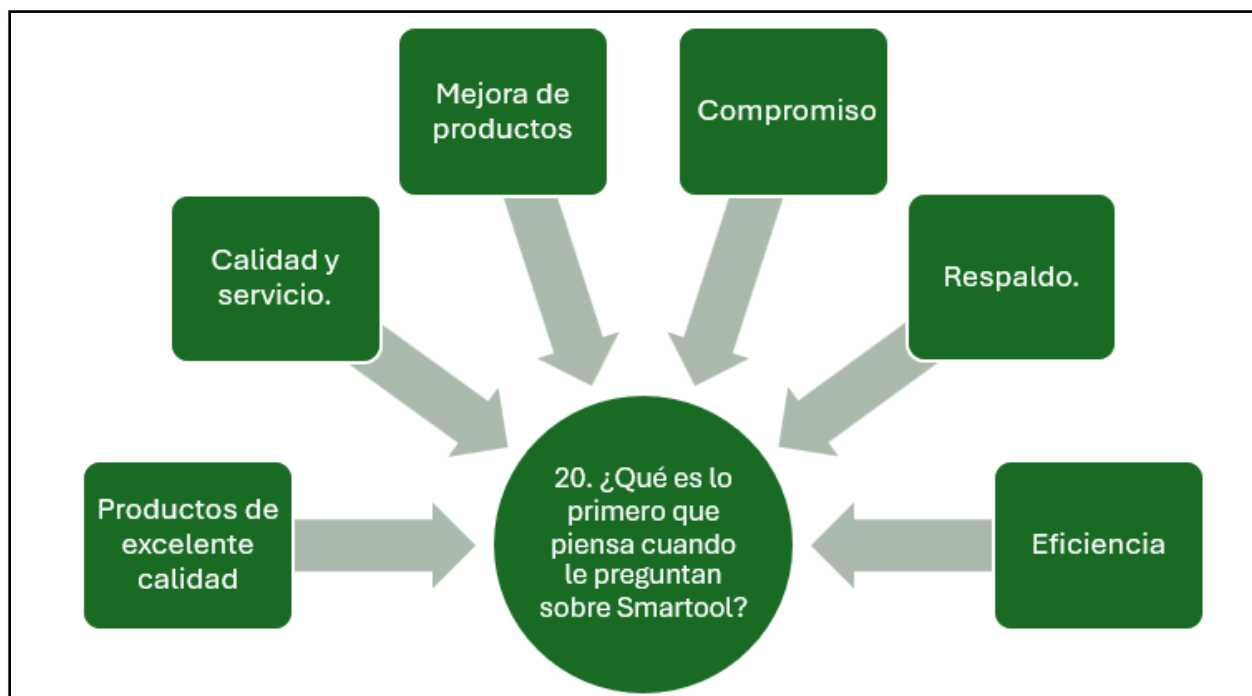 Mejora de
productos
Compromiso
Calidad y
servicio.
Respaldo.
Productos de
excelente
calidad
20. ¿Qué es lo
primero que
piensa cuando
le preguntan
sobre Smartool?
Eficiencia